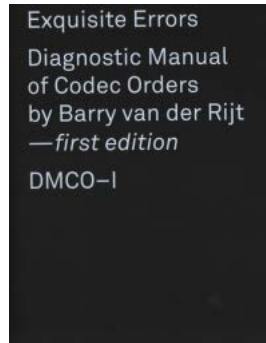 Exquisite Errors
Diagnostic Manual
of Codec Orders
by Barry van der Rijt
—first edition
DMCO–I